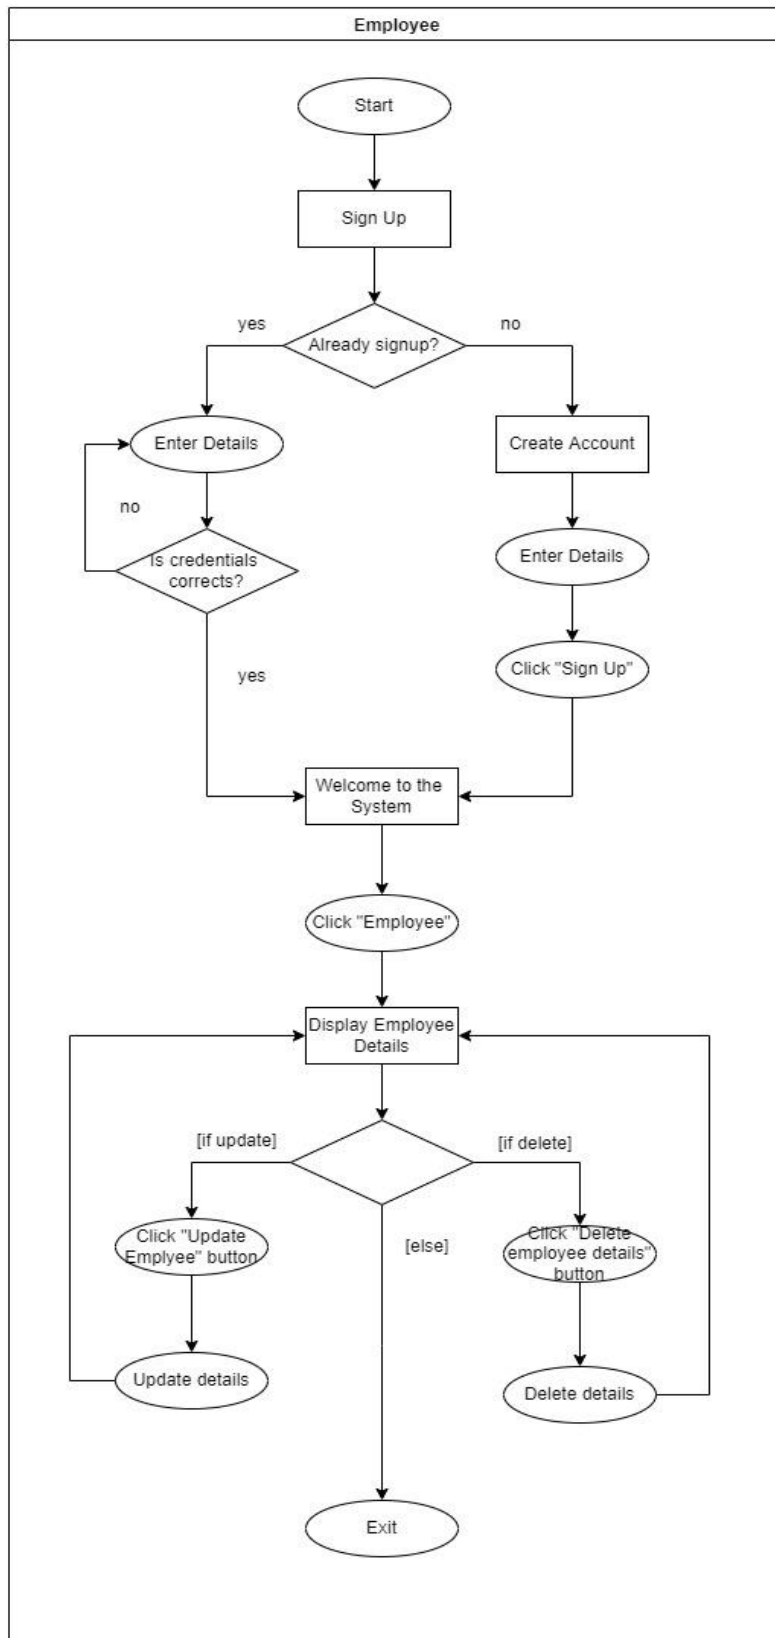 Employee
Start
Sign Up
Already signup?
yes
no
Enter Details
Create Account
no
Is credentials
corrects?
Enter Details
yes
Click "Sign Up"
Welcome to the
System
Click "Employee"
Display Employee
Details
[if update]
[if delete]
Click "Update
Emplyee" button
[else]
Click "Delete
employee details"
button
Update details
Delete details
Exit